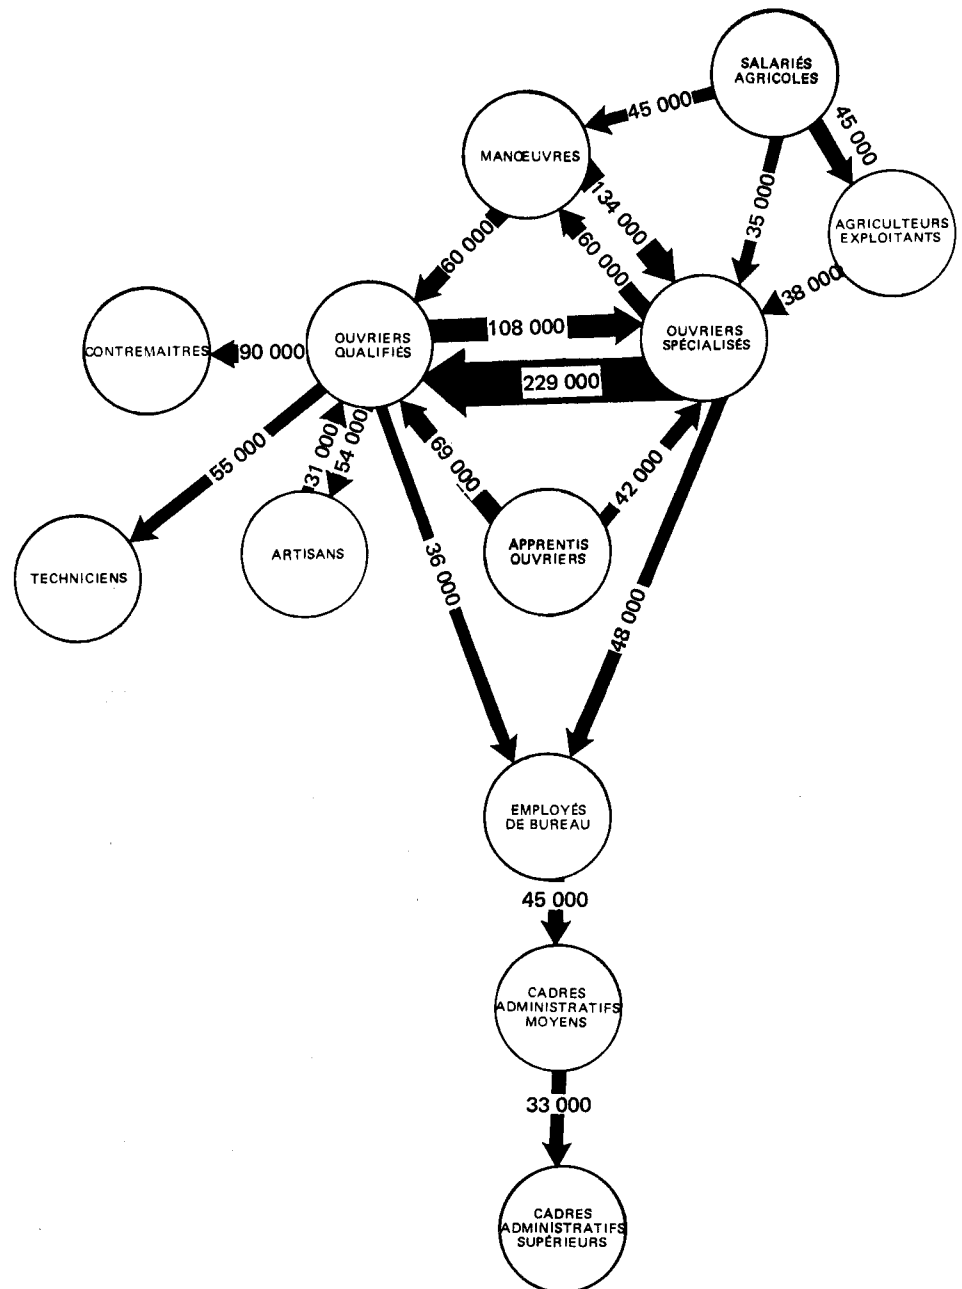 SALARIÉS
AGRICOLES
45 000
45 000
MANŒUVRES
134 000
35 000
AGRICULTEURS
EXPLOITANTS
60 000
60 000
38 000
CONTREMAITRES
90 000
OUVRIERS
QUALIFIÉS
108 000
OUVRIERS
SPÉCIALISÉS
229 000
55 000
31 000
54 000
69 000
42 000
TECHNICIENS
ARTISANS
36 000
APPRENTIS
OUVRIERS
48 000
EMPLOYÉS
DE BUREAU
45 000
CADRES
ADMINISTRATIFS
MOYENS
33 000
CADRES
ADMINISTRATIFS
SUPÉRIEURS